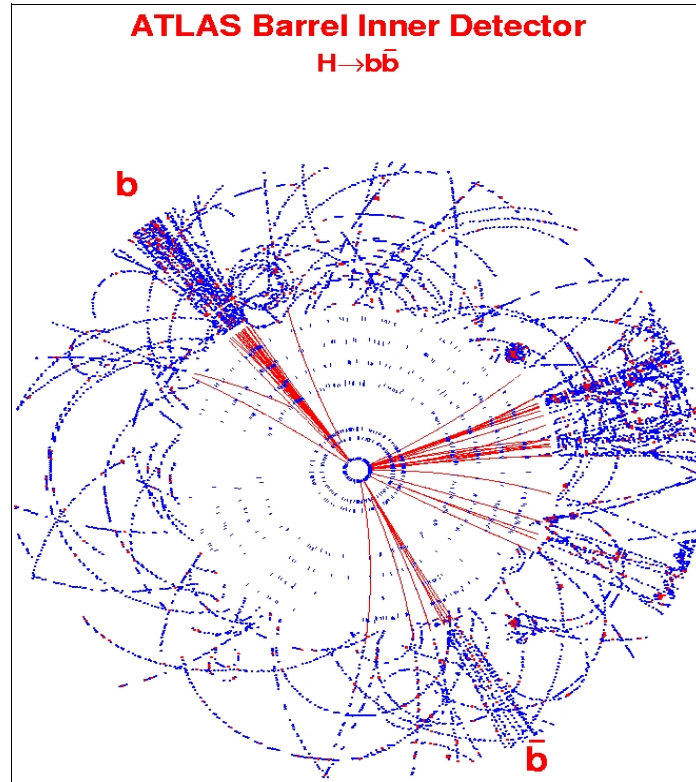 ATLAS Barrel Inner Detector
H→bb̄
b
b̄